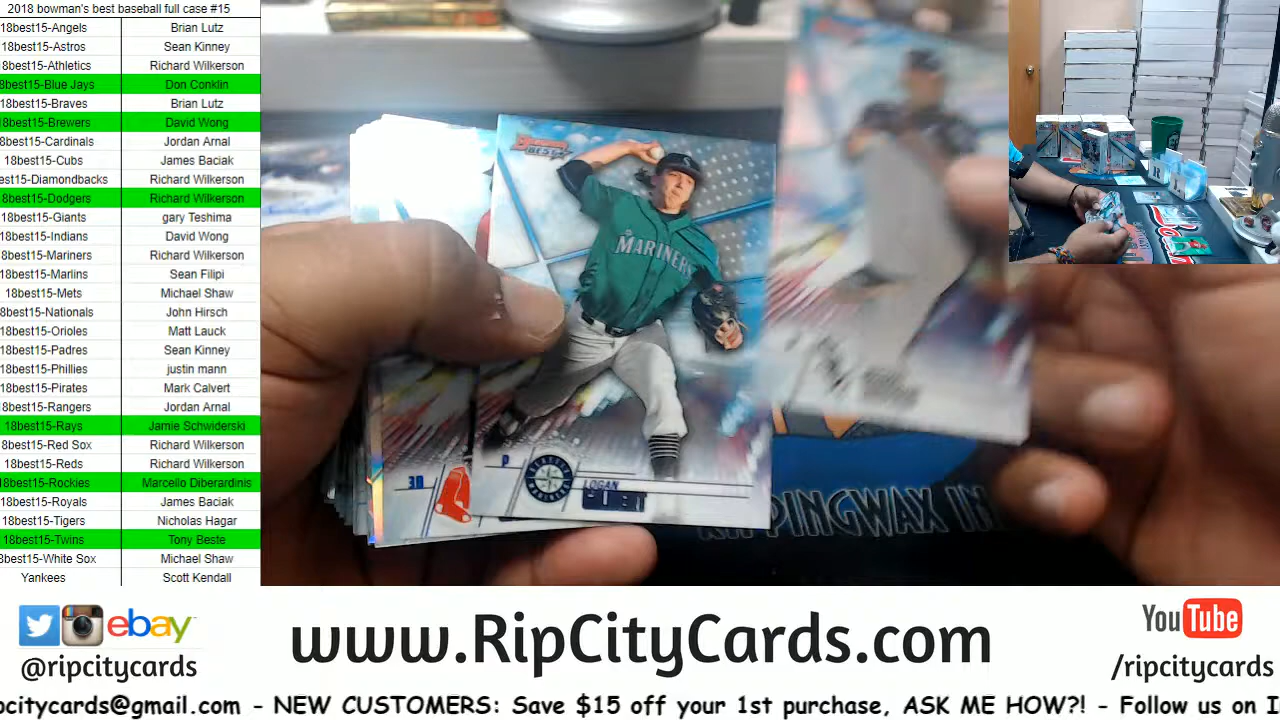 2018 bowman's best baseball full case #15
18best15-Angels Brian Lutz
18best15-Astros Sean Kinney
18best15-Athletics Richard Wilkerson
8best15-Blue Jays Don Conklin
18best15-Braves Brian Lutz
8best15-Brewers David Wong
8best15-Cardinals Jordan Arnal
18best15-Cubs James Baciak
est15-Diamondbacks Richard Wilkerson
8best15-Dodgers Richard Wilkerson
18best15-Giants gary Teshima
18best15-Indians David Wong
8best15-Mariners Richard Wilkerson
18best15-Marlins Sean Filipi
18best15-Mets Michael Shaw
8best15-Nationals John Hirsch
18best15-Orioles Matt Lauck
18best15-Padres Sean Kinney
18best15-Phillies justin mann
18best15-Pirates Mark Calvert
18best15-Rangers Jordan Arnal
18best15-Rays Jamie Schwiderski
8best15-Red Sox Richard Wilkerson
18best15-Reds Richard Wilkerson
8best15-Rockies Marcello Diberardinis
18best15-Royals James Baciak
18best15-Tigers Nicholas Hagar
18best15-Twins Tony Beste
8best15-White Sox Michael Shaw
Yankees Scott Kendall
BOWMAN'S
BEST
MARINERS
P
LOGAN
3B
PPINGWAX IN
ebay
@ripcitycards
www.RipCityCards.com
YouTube
/ripcitycards
pcitycards@gmail.com - NEW CUSTOMERS: Save $15 off your 1st purchase, ASK ME HOW?! - Follow us on I